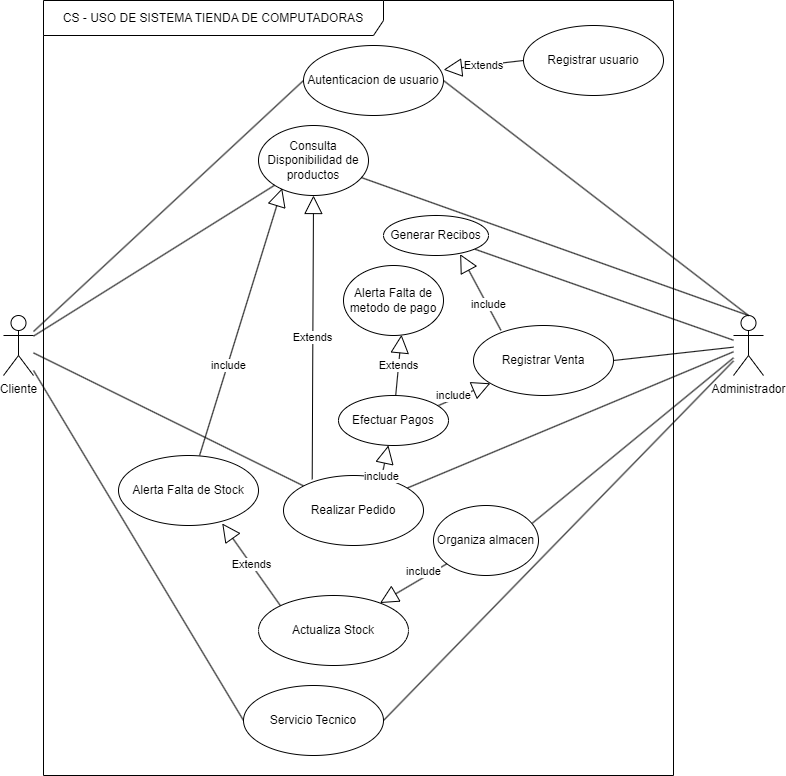 CS - USO DE SISTEMA TIENDA DE COMPUTADORAS
Autenticacion de usuario
Extends
Registrar usuario
Consulta
Disponibilidad de
productos
Generar Recibos
Alerta Falta de
metodo de pago
include
Extends
Registrar Venta
include
Extends
Cliente
Administrador
include
Efectuar Pagos
include
Alerta Falta de Stock
Realizar Pedido
Organiza almacen
Extends
include
Actualiza Stock
Servicio Tecnico